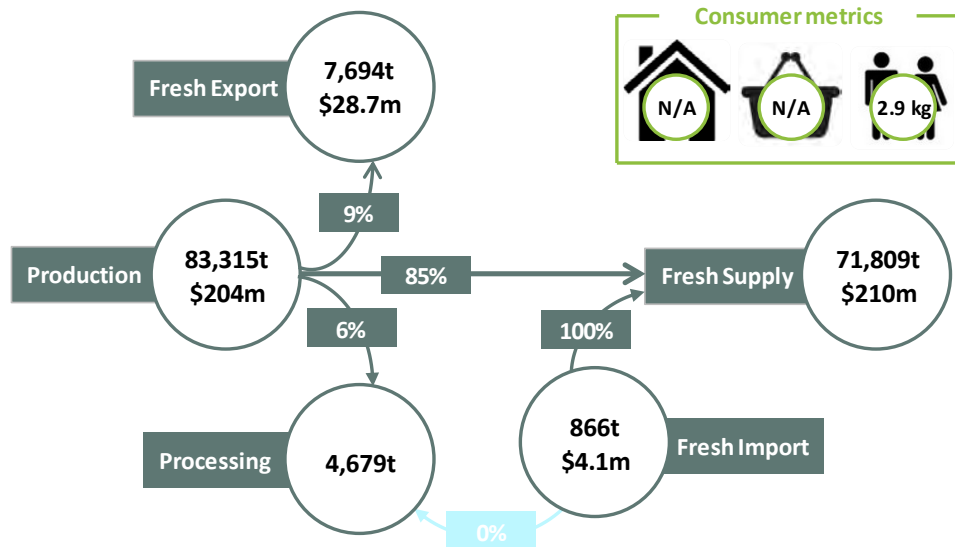 Consumer metrics
N/A
N/A
2.9 kg
Fresh Export
7,694t
$28.7m
9%
Production
83,315t
$204m
85%
Fresh Supply
71,809t
$210m
6%
100%
Processing
4,679t
866t
$4.1m
Fresh Import
0%